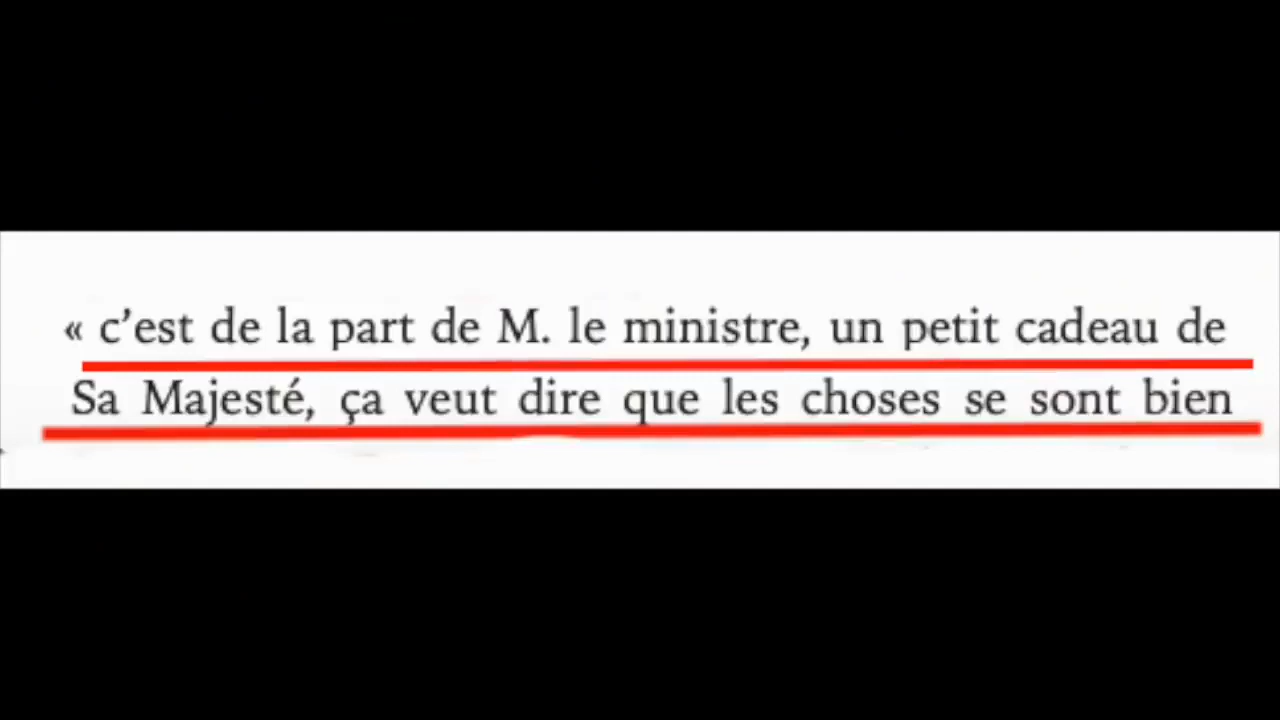 « c’est de la part de M. le ministre, un petit cadeau de
Sa Majesté, ça veut dire que les choses se sont bien